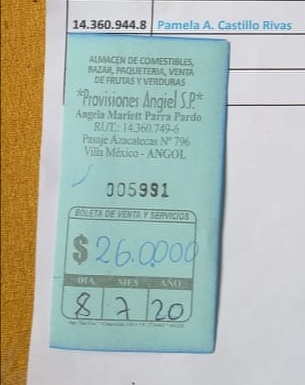 14.360.944.8 Pamela A. Castillo Rivas
ALMACEN DE COMESTIBLES,
BAZAR, PAQUETERIA, VENTA
DE FRUTAS Y VERDURAS
"Provisiones Angiel S.P."
Angela Mariett Parra Pardo
RUT.: 14.360.749-6
Pasaje Azacatecas Nº 796
Villa México - ANGOL
005991
BOLETA DE VENTA Y SERVICIOS
$ 26.0.000
DIA MES AÑO
8 7 20